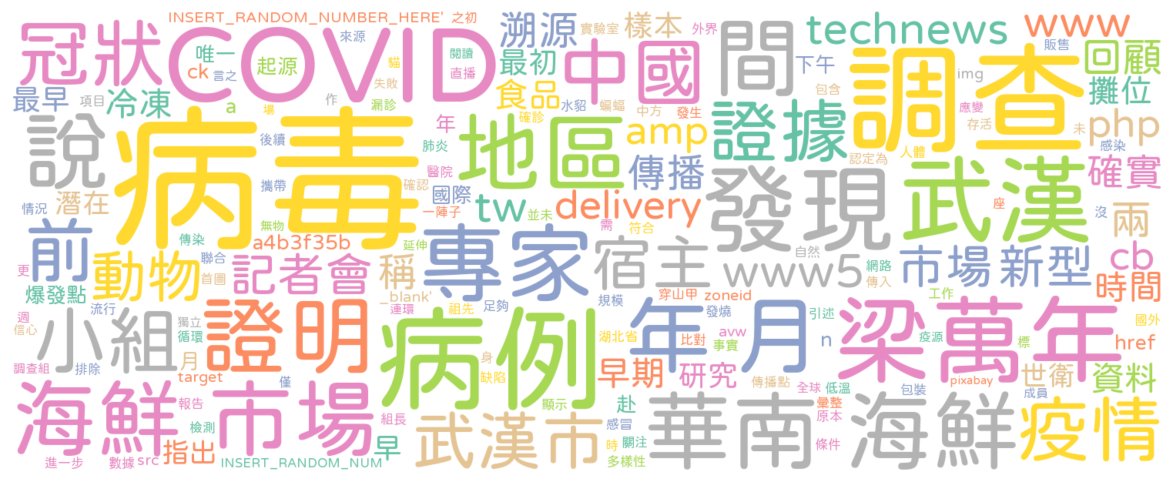 INSERT_RANDOM_NUMBER_HERE' 之初
冠狀
COVID
來源
唯一
ck
言之
起源
閱讀
直播
貓
失敗
溯源
實驗室
樣本
外界
最初
中國
間
technews
www
販售
回顧
下午
img
包含
攤位
調查
最早
項目
冷凍
a
場
作
漏診
食品
確診
水貂
蝙蝠
中方
發生
應變
存活
未
php
感染
說
病毒
後續
年
肺炎
地區
amp
傳播
證據
認定為
人體
確實
醫院
攜帶
確認
國際
一陣子
tw
並未
delivery
需
符合
發現
武漢
座
沒
兩
潛在
情況
無物
傳染
a4b3f35b
延伸
前
動物
聯合
首圖
更
記者會
稱
_blank'
連環
專家
宿主
自然
www5
網路
傳入
市場
新型
cb
時間
爆發點
流行
週
信心
小組
獨立
循環
月
證明
祖先
足夠
規模
穿山甲
zoneid
發燒
引述
工作
國外
病例
湖北省
年
月
avw
比對
事實
n
梁萬年
疫源
標
href
調查組
排除
target
僅
身
缺陷
早期
研究
傳播點
全球
低溫
包裝
pixabay
世衛
成員
資料
海鮮
市場
報告
組長
顯示
赴
感冒
彙整
原本
條件
檢測
早
武漢市
時
關注
多樣性
華南
海鮮
疫情
進一步
數據
src
指出
INSERT_RANDOM_NUM